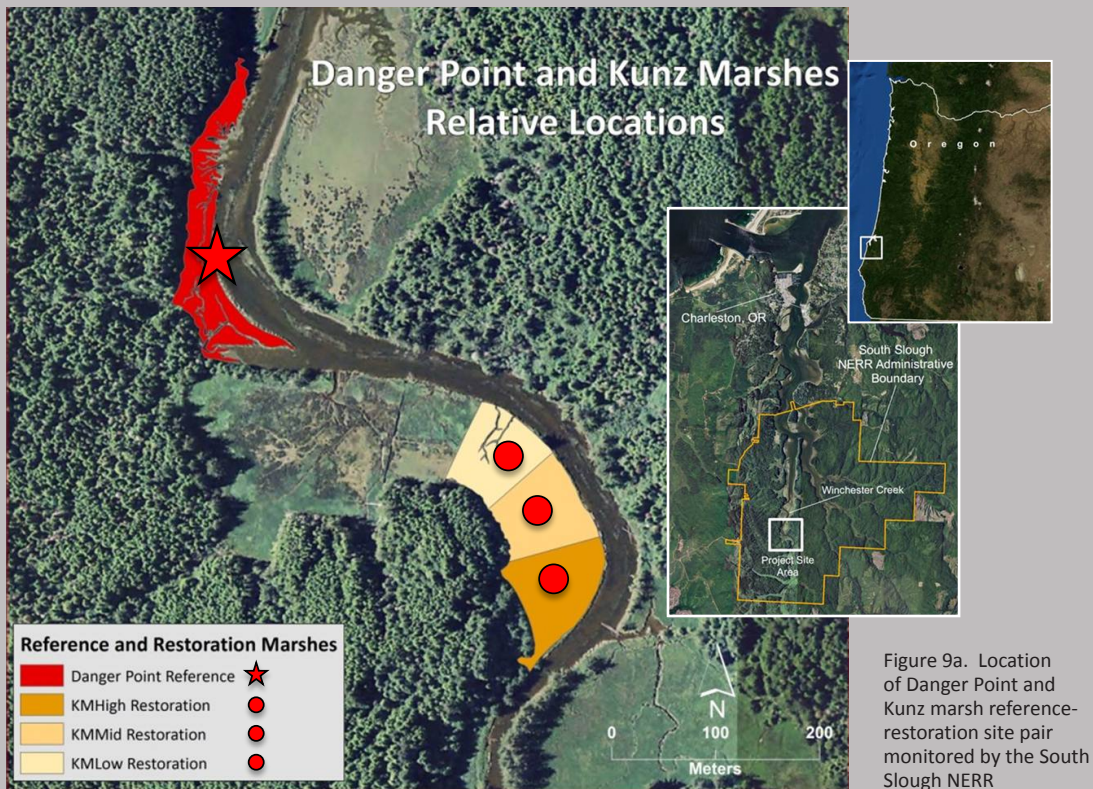 Danger Point and Kunz Marshes
Relative Locations
Oregon
Charleston, OR
South Slough
NERR Administrative
Boundary
Winchester Creek
Project Site
Area
Reference and Restoration Marshes
Danger Point Reference
KMHigh Restoration
KMMid Restoration
KMLow Restoration
N
0 100 200
Meters
Figure 9a. Location
of Danger Point and
Kunz marsh reference-
restoration site pair
monitored by the South
Slough NERR